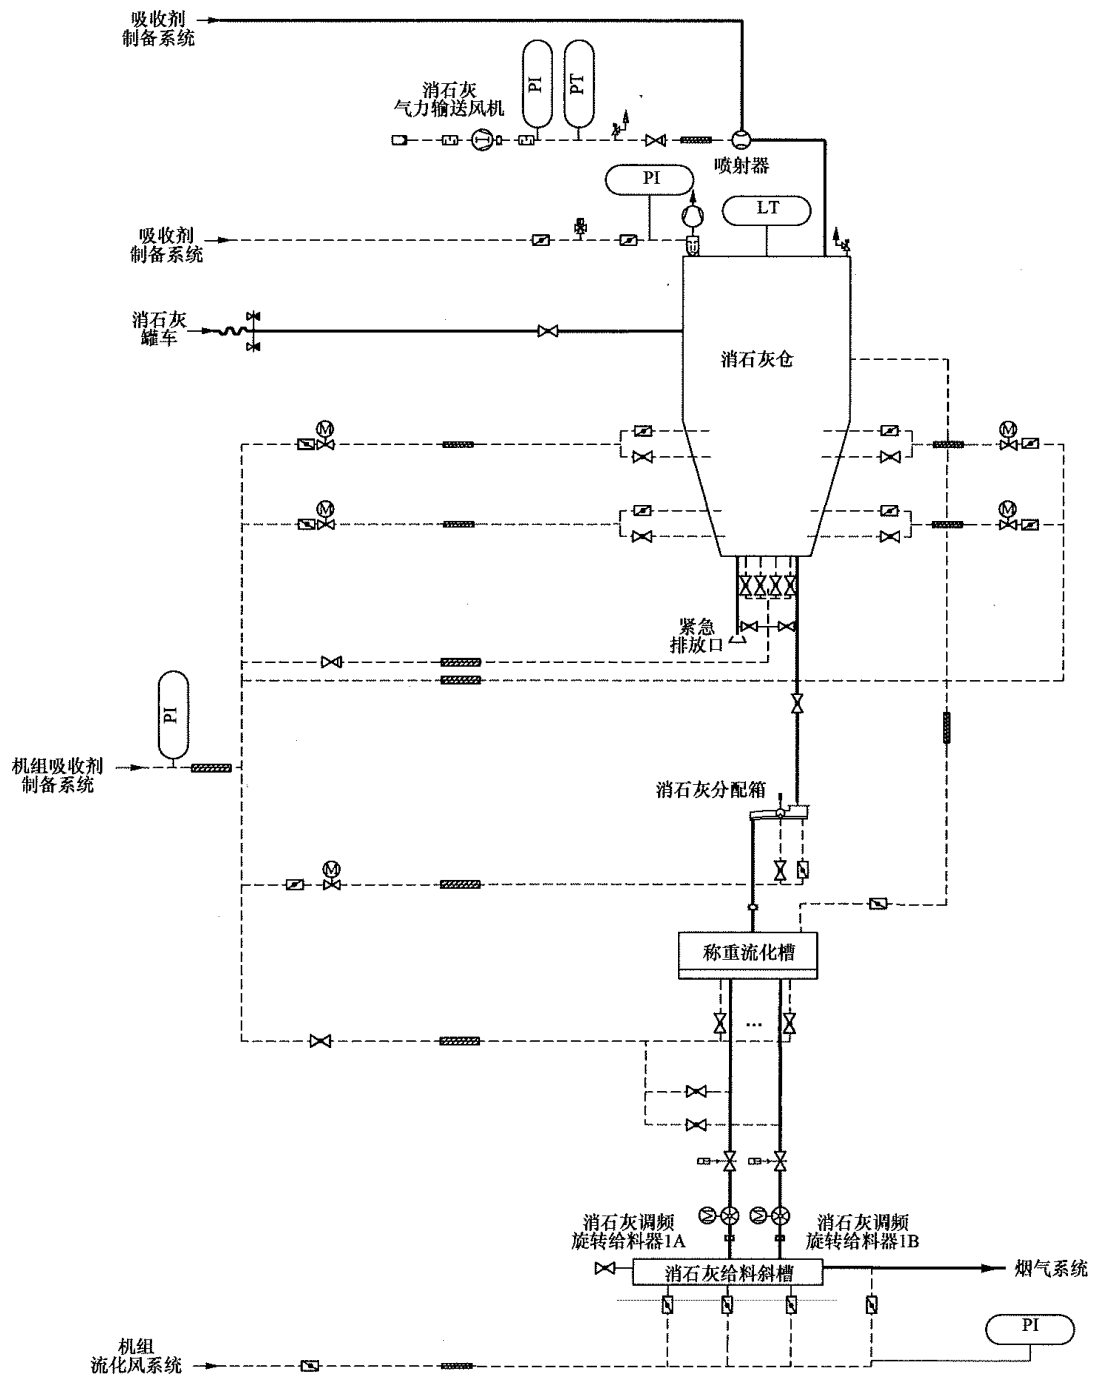 吸收剂
制备系统
PI
PT
消石灰
气力输送风机
喷射器
PI
LT
吸收剂
制备系统
消石灰
罐车
消石灰仓
M
M
M
M
紧急
排放口
PI
机组吸收剂
制备系统
消石灰分配箱
M
称重流化槽
...
M
M
消石灰调频
旋转给料器1A
消石灰调频
旋转给料器1B
消石灰给料斜槽
烟气系统
PI
机组
流化风系统